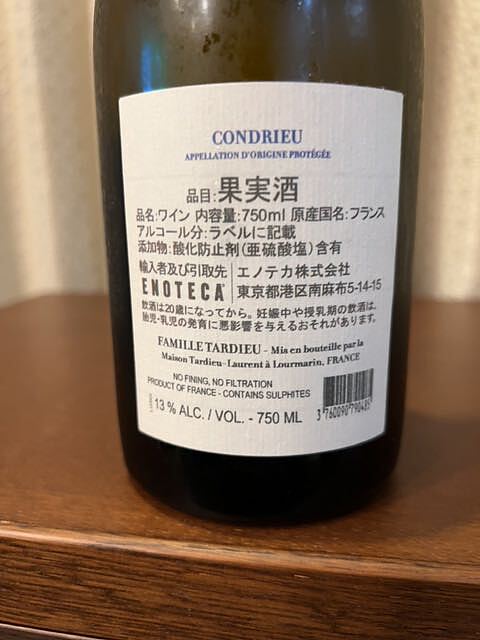 CONDRIEU
APPELLATION D'ORIGINE PROTÉGÉE
品目:果実酒
品名:ワイン 内容量:750ml 原産国名:フランス
アルコール分:ラベルに記載
添加物:酸化防止剤(亜硫酸塩)含有
輸入者及び引取先 エノテカ株式会社
ENOTECA 東京都港区南麻布5-14-15
飲酒は20歳になってから。妊娠中や授乳期の飲酒は、
胎児・乳児の発育に悪影響を与えるおそれがあります。
FAMILLE TARDIEU - Mis en bouteille par la
Maison Tardieu-Laurent à Lourmarin, FRANCE
NO FINING, NO FILTRATION
PRODUCT OF FRANCE - CONTAINS SULPHITES
13 % ALC. / VOL. - 750 ML
3 760090 790485